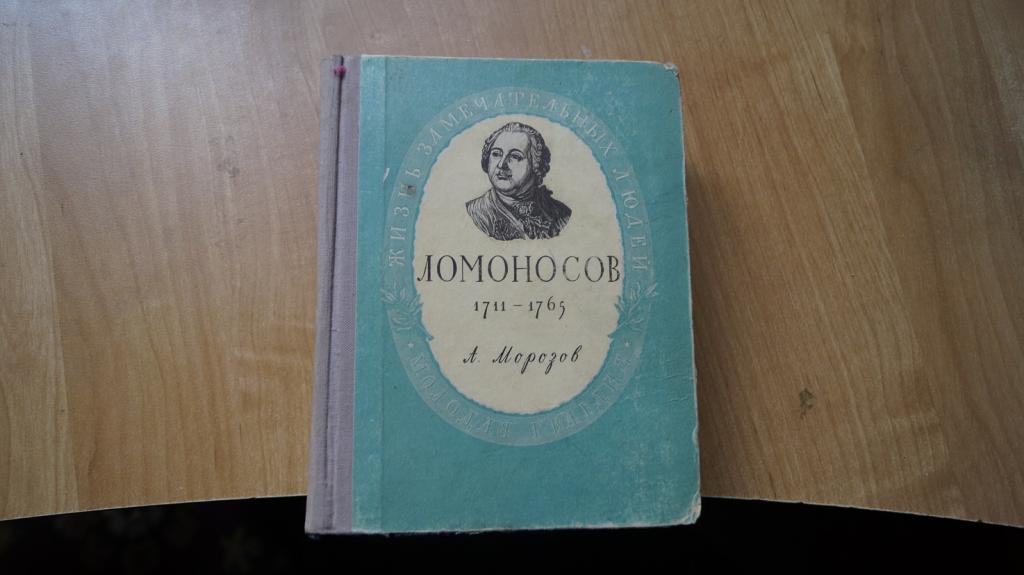 ЖИЗНЬ ЗАМЕЧАТЕЛЬНЫХ ЛЮДЕЙ
ЛОМОНОСОВ
1711 – 1765
А. Морозов
• МОЛОДАЯ ГВАРДИЯ •